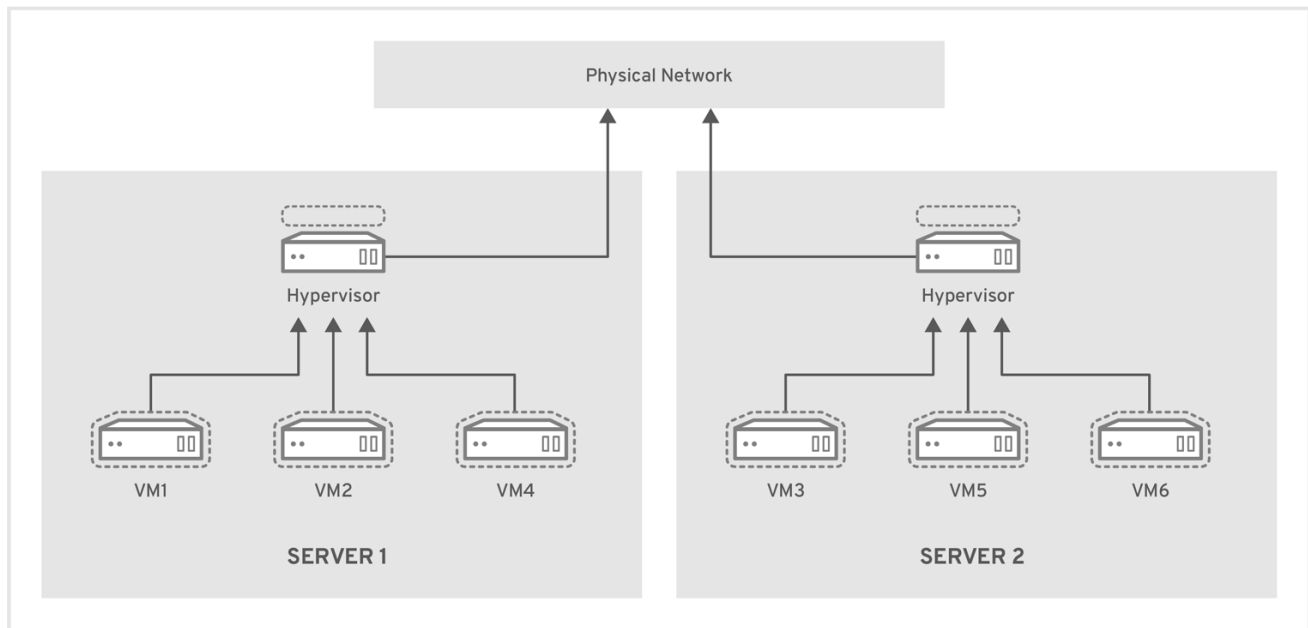 Physical Network
Hypervisor
VM1
VM2
VM4
SERVER 1
Hypervisor
VM3
VM5
VM6
SERVER 2